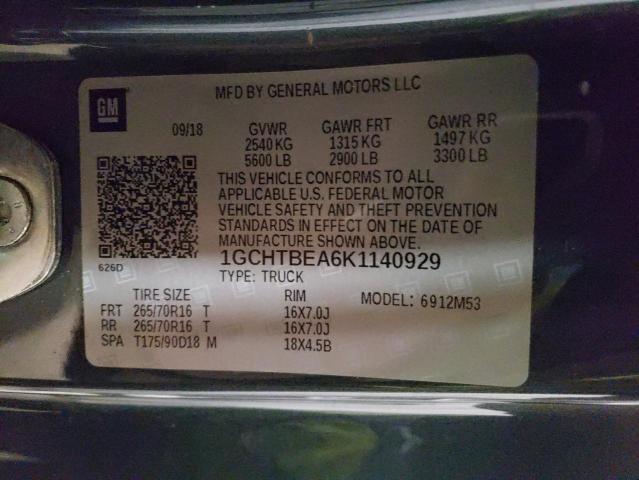 GM
MFD BY GENERAL MOTORS LLC
09/18 GVWR GAWR FRT GAWR RR
2540 KG 1315 KG 1497 KG
5600 LB 2900 LB 3300 LB
THIS VEHICLE CONFORMS TO ALL
APPLICABLE U.S. FEDERAL MOTOR
VEHICLE SAFETY AND THEFT PREVENTION
STANDARDS IN EFFECT ON THE DATE OF
MANUFACTURE SHOWN ABOVE.
626D
1GCHTBEA6K1140929
TYPE: TRUCK
TIRE SIZE RIM MODEL: 6912M53
FRT 265/70R16 T 16X7.0J
RR 265/70R16 T 16X7.0J
SPA T175/90D18 M 18X4.5B